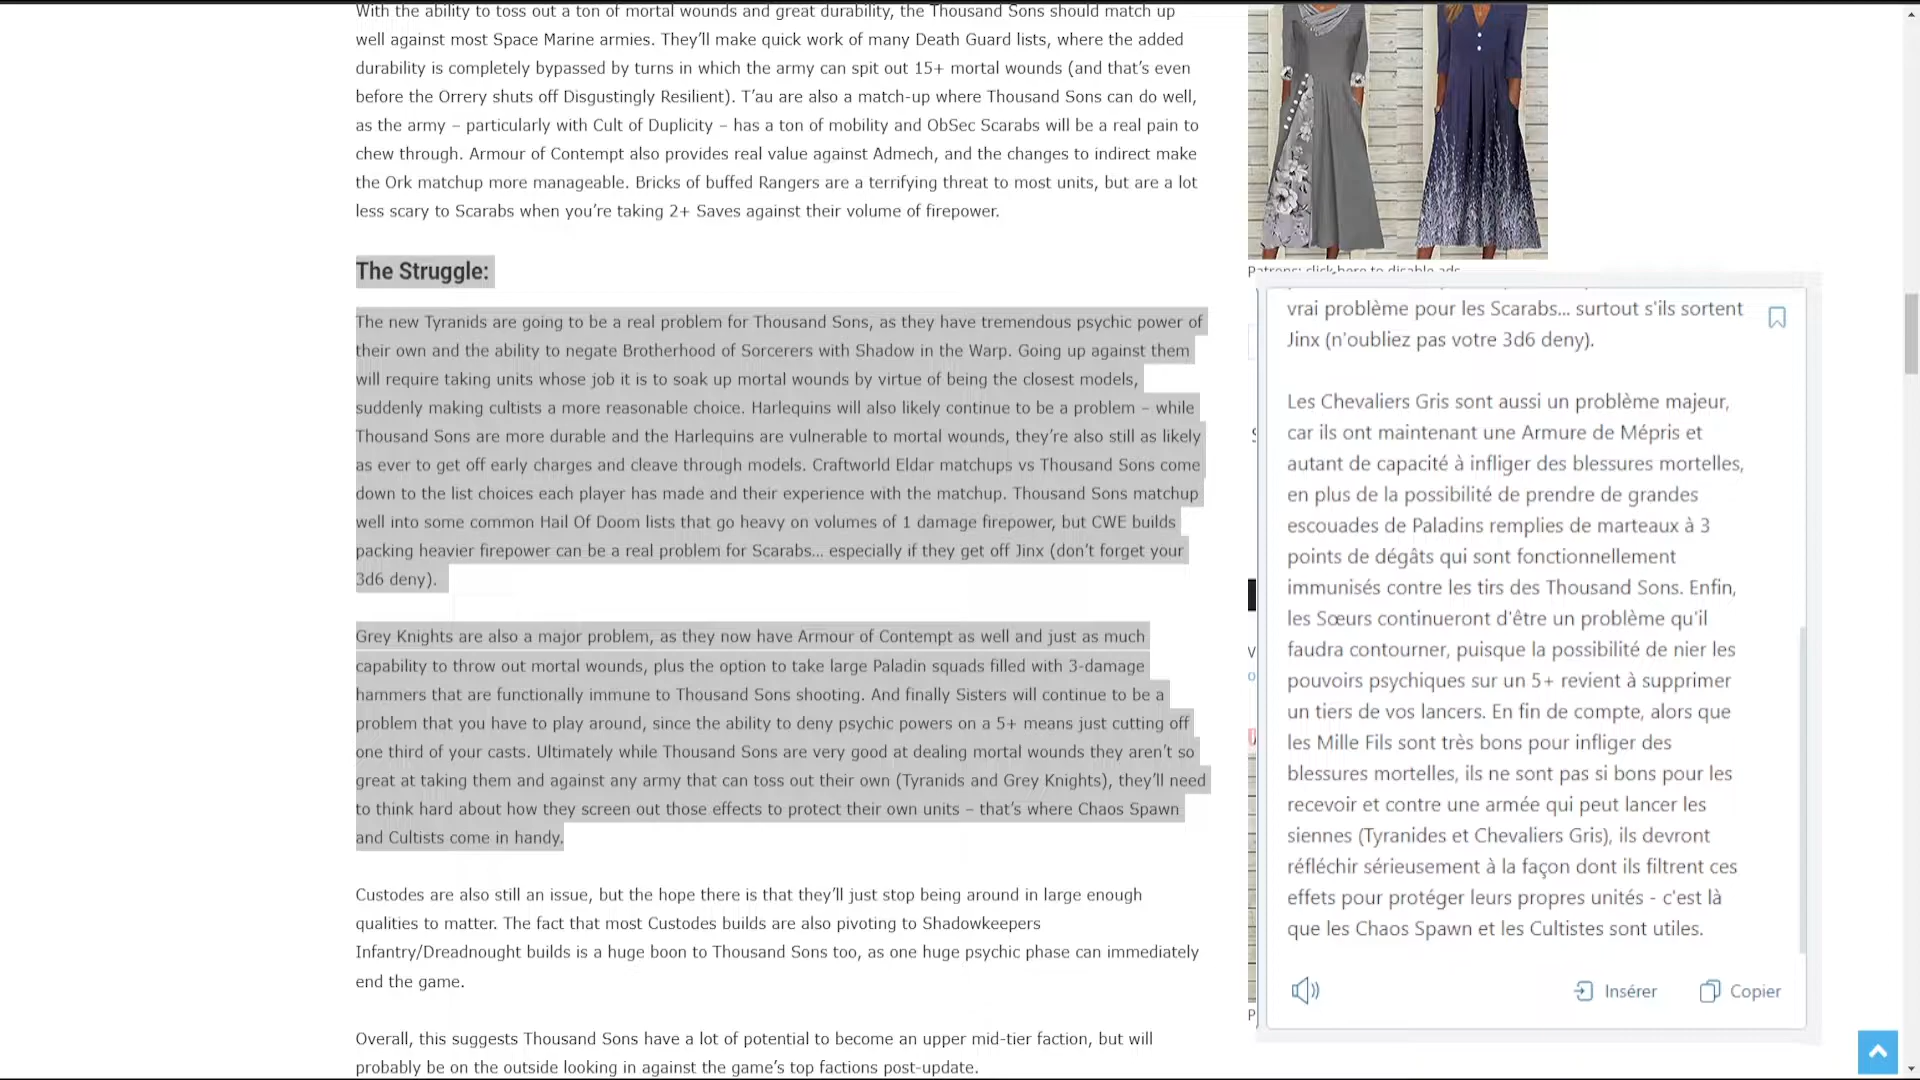 With the ability to toss out a ton of mortal wounds and great durability, the Thousand Sons should match up
well against most Space Marine armies. They’ll make quick work of many Death Guard lists, where the added
durability is completely bypassed by turns in which the army can spit out 15+ mortal wounds (and that’s even
before the Orrery shuts off Disgustingly Resilient). T’au are also a match-up where Thousand Sons can do well,
as the army – particularly with Cult of Duplicity – has a ton of mobility and ObSec Scarabs will be a real pain to
chew through. Armour of Contempt also provides real value against Admech, and the changes to indirect make
the Ork matchup more manageable. Bricks of buffed Rangers are a terrifying threat to most units, but are a lot
less scary to Scarabs when you’re taking 2+ Saves against their volume of firepower.
The Struggle:
The new Tyranids are going to be a real problem for Thousand Sons, as they have tremendous psychic power of
their own and the ability to negate Brotherhood of Sorcerers with Shadow in the Warp. Going up against them
will require taking units whose job it is to soak up mortal wounds by virtue of being the closest models,
suddenly making cultists a more reasonable choice. Harlequins will also likely continue to be a problem – while
Thousand Sons are more durable and the Harlequins are vulnerable to mortal wounds, they’re also still as likely
as ever to get off early charges and cleave through models. Craftworld Eldar matchups vs Thousand Sons come
down to the list choices each player has made and their experience with the matchup. Thousand Sons matchup
well into some common Hail Of Doom lists that go heavy on volumes of 1 damage firepower, but CWE builds
packing heavier firepower can be a real problem for Scarabs… especially if they get off Jinx (don’t forget your
3d6 deny).
Grey Knights are also a major problem, as they now have Armour of Contempt as well and just as much
capability to throw out mortal wounds, plus the option to take large Paladin squads filled with 3-damage
hammers that are functionally immune to Thousand Sons shooting. And finally Sisters will continue to be a
problem that you have to play around, since the ability to deny psychic powers on a 5+ means just cutting off
one third of your casts. Ultimately while Thousand Sons are very good at dealing mortal wounds they aren’t so
great at taking them and against any army that can toss out their own (Tyranids and Grey Knights), they’ll need
to think hard about how they screen out those effects to protect their own units – that’s where Chaos Spawn
and Cultists come in handy.
Custodes are also still an issue, but the hope there is that they’ll just stop being around in large enough
qualities to matter. The fact that most Custodes builds are also pivoting to Shadowkeepers
Infantry/Dreadnought builds is a huge boon to Thousand Sons too, as one huge psychic phase can immediately
end the game.
Overall, this suggests Thousand Sons have a lot of potential to become an upper mid-tier faction, but will
probably be on the outside looking in against the game’s top factions post-update.
Patrons: click here to disable ads
vrai problème pour les Scarabs... surtout s'ils sortent
Jinx (n'oubliez pas votre 3d6 deny).
Les Chevaliers Gris sont aussi un problème majeur,
car ils ont maintenant une Armure de Mépris et
autant de capacité à infliger des blessures mortelles,
en plus de la possibilité de prendre de grandes
escouades de Paladins remplies de marteaux à 3
points de dégâts qui sont fonctionnellement
immunisés contre les tirs des Thousand Sons. Enfin,
les Sœurs continueront d'être un problème qu'il
faudra contourner, puisque la possibilité de nier les
pouvoirs psychiques sur un 5+ revient à supprimer
un tiers de vos lancers. En fin de compte, alors que
les Mille Fils sont très bons pour infliger des
blessures mortelles, ils ne sont pas si bons pour les
recevoir et contre une armée qui peut lancer les
siennes (Tyranides et Chevaliers Gris), ils devront
réfléchir sérieusement à la façon dont ils filtrent ces
effets pour protéger leurs propres unités - c'est là
que les Chaos Spawn et les Cultistes sont utiles.
Insérer
Copier